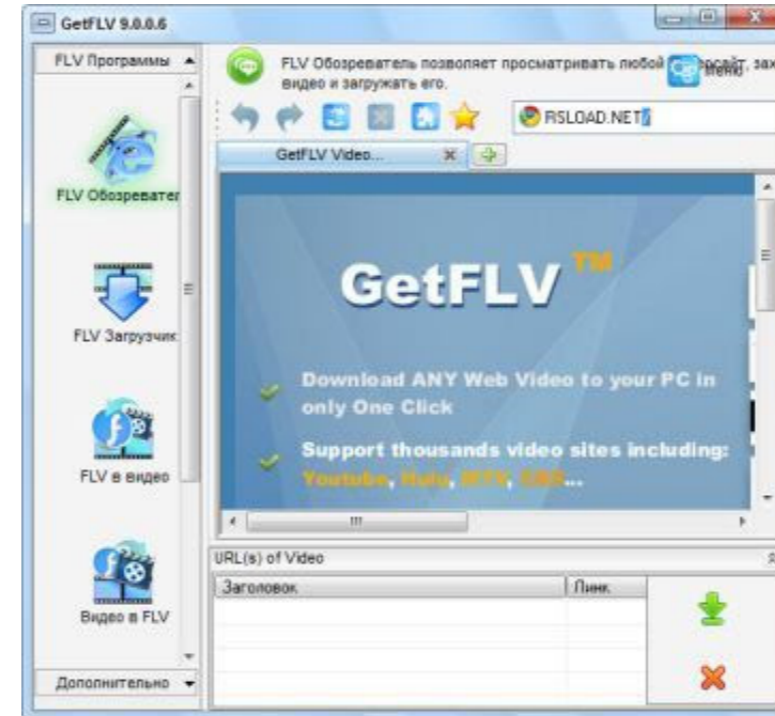 GetFLV 9.0.0.6
FLV Программы
FLV Обозреватель позволяет просматривать любой
видео и загружать его.
Меню
RSLOAD.NET/
GetFLV Video...
FLV Обозревател
FLV Загрузчик
FLV в видео
Видео в FLV
Дополнительно
GetFLV TM
Download ANY Web Video to your PC in
only One Click
Support thousands video sites including:
Youtube, Hulu, MTV, CBS...
URL(s) of Video
Заголовок
Линк